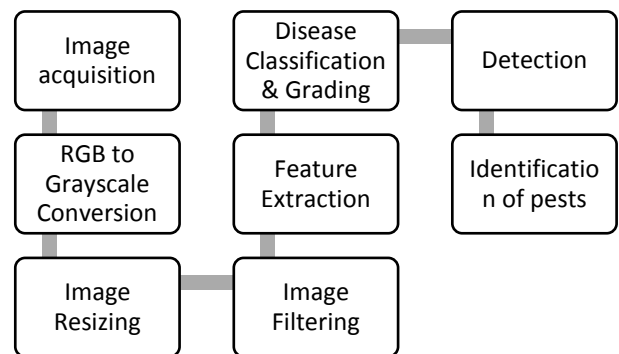 Image
acquisition
RGB to
Grayscale
Conversion
Image
Resizing
Image
Filtering
Feature
Extraction
Disease
Classification
& Grading
Detection
Identificatio
n of pests